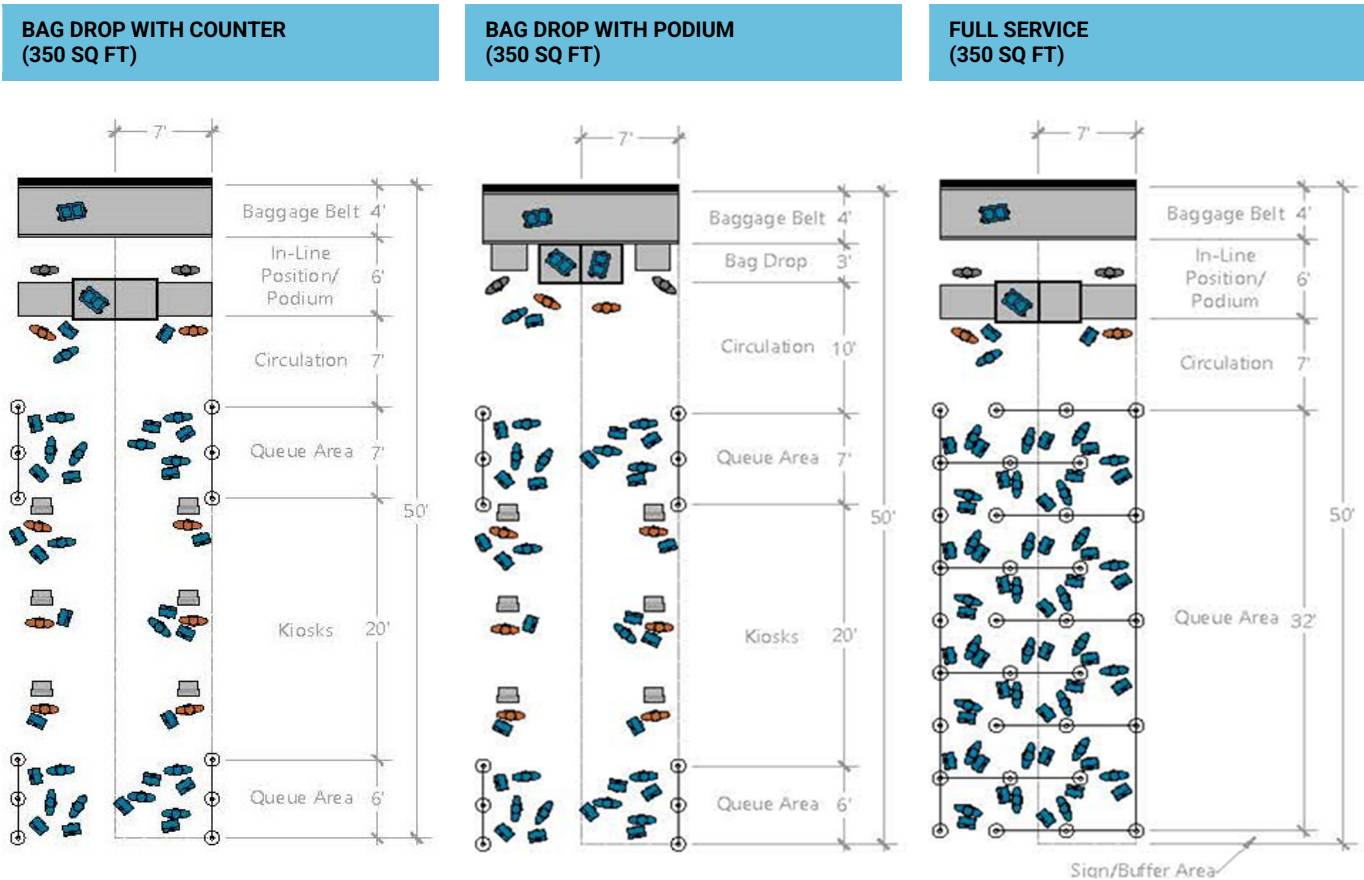 BAG DROP WITH COUNTER
(350 SQ FT)
7'
Baggage Belt 4'
In-Line
Position/
Podium
6'
Circulation 7'
Queue Area 7'
50'
Kiosks 20'
Queue Area 6'
BAG DROP WITH PODIUM
(350 SQ FT)
7'
Baggage Belt 4'
Bag Drop 3'
Circulation 10'
Queue Area 7'
50'
Kiosks 20'
Queue Area 6'
FULL SERVICE
(350 SQ FT)
7'
Baggage Belt 4'
In-Line
Position/
Podium
6'
Circulation 7'
50'
Queue Area 32'
Sign/Buffer Area